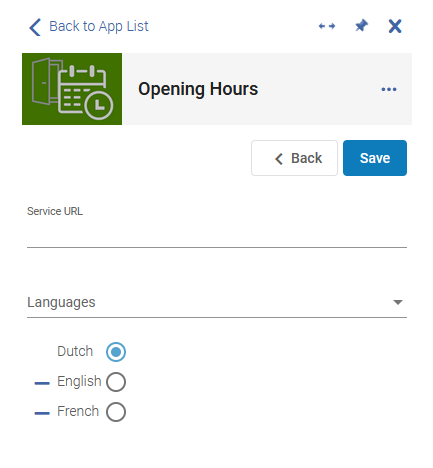 Back to App List
Opening Hours
Back
Save
Service URL
Languages
Dutch
English
French